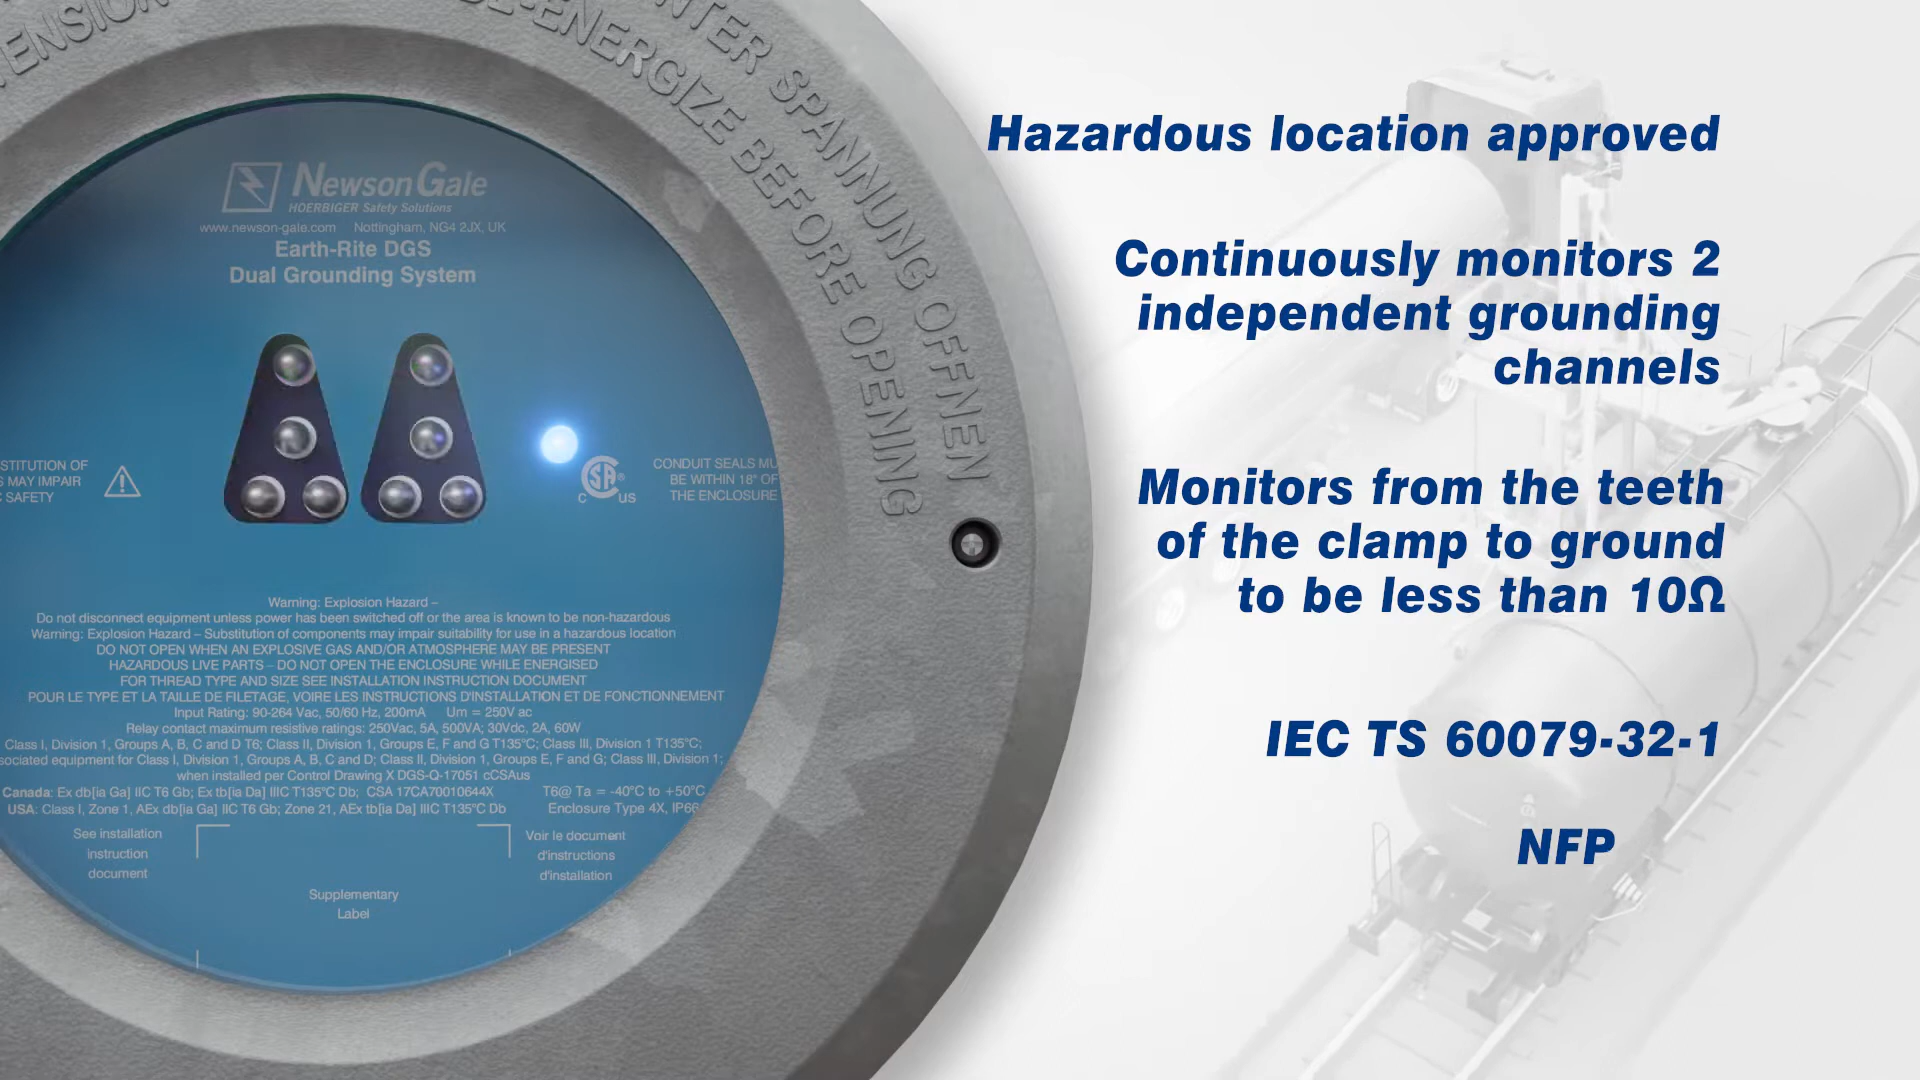 TENSION
DE-ENERGIZE BEFORE OPENING
SPANNUNG OFFNEN
Newson Gale
HOERBIGER Safety Solutions
www.newson-gale.com Nottingham, NG4 2JX, UK
Earth-Rite DGS
Dual Grounding System
STITUTION OF
S MAY IMPAIR
C SAFETY
CSA
C US
CONDUIT SEALS MU
BE WITHIN 18" OF
THE ENCLOSURE
Warning: Explosion Hazard –
Do not disconnect equipment unless power has been switched off or the area is known to be non-hazardous
Warning: Explosion Hazard – Substitution of components may impair suitability for use in a hazardous location
DO NOT OPEN WHEN AN EXPLOSIVE GAS AND/OR ATMOSPHERE MAY BE PRESENT
HAZARDOUS LIVE PARTS – DO NOT OPEN THE ENCLOSURE WHILE ENERGISED
FOR THREAD TYPE AND SIZE SEE INSTALLATION INSTRUCTION DOCUMENT
POUR LE TYPE ET LA TAILLE DE FILETAGE, VOIRE LES INSTRUCTIONS D'INSTALLATION ET DE FONCTIONNEMENT
Input Rating: 90-264 Vac, 50/60 Hz, 200mA Um = 250V ac
Relay contact maximum resistive ratings: 250Vac, 5A, 500VA; 30Vdc, 2A, 60W
Class I, Division 1, Groups A, B, C and D T6; Class II, Division 1, Groups E, F and G T135°C; Class III, Division 1 T135°C;
sociated equipment for Class I, Division 1, Groups A, B, C and D; Class II, Division 1, Groups E, F and G; Class III, Division 1;
when installed per Control Drawing X DGS-Q-17051 cCSAus
Canada: Ex db[ia Ga] IIC T6 Gb; Ex tb[ia Da] IIIC T135°C Db; CSA 17CA70010644X T6@ Ta = -40°C to +50°C
USA: Class I, Zone 1, AEx db[ia Ga] IIC T6 Gb; Zone 21, AEx tb[ia Da] IIIC T135°C Db Enclosure Type 4X, IP66
See installation
instruction
document
Voir le document
d'instructions
d'installation
Supplementary
Label
Hazardous location approved
Continuously monitors 2
independent grounding
channels
Monitors from the teeth
of the clamp to ground
to be less than 10Ω
IEC TS 60079-32-1
NFP